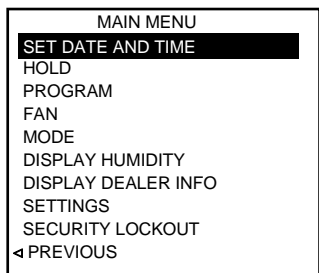 MAIN MENU
SET DATE AND TIME
HOLD
PROGRAM
FAN
MODE
DISPLAY HUMIDITY
DISPLAY DEALER INFO
SETTINGS
SECURITY LOCKOUT
PREVIOUS